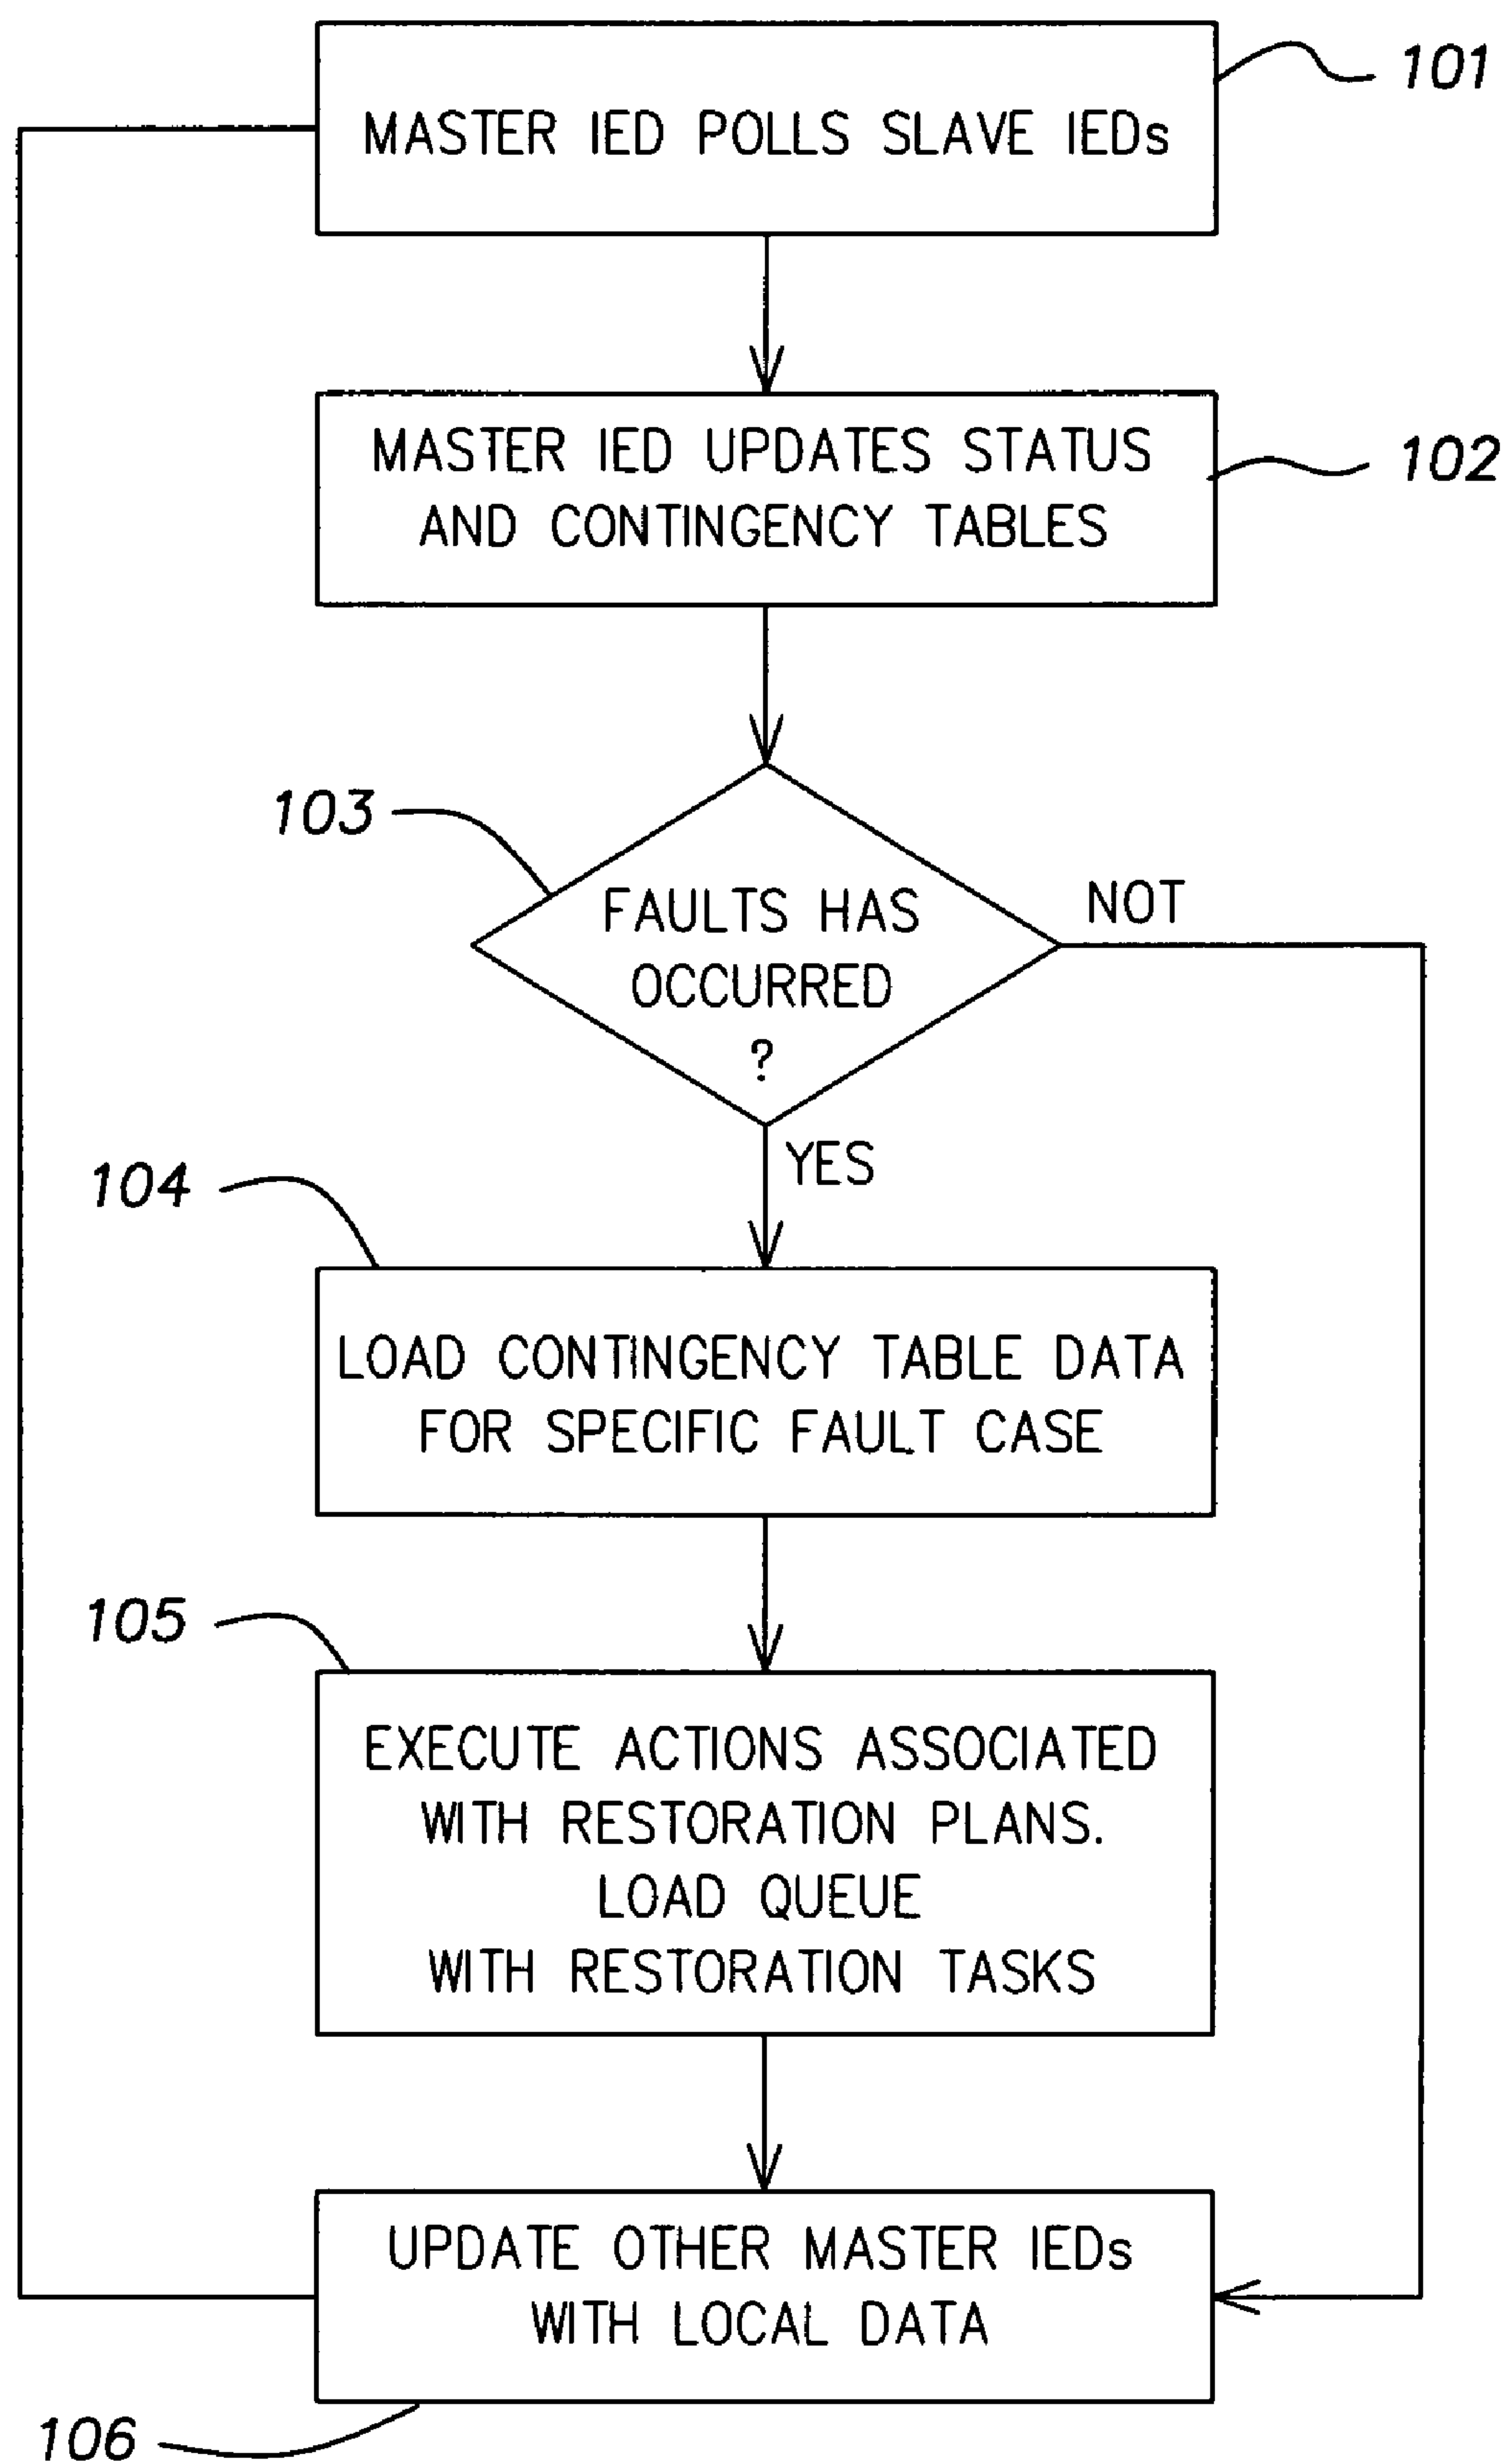 101
MASTER IED POLLS SLAVE IEDs
MASTER IED UPDATES STATUS
AND CONTINGENCY TABLES
102
103
FAULTS HAS
OCCURRED
?
NOT
YES
104
LOAD CONTINGENCY TABLE DATA
FOR SPECIFIC FAULT CASE
105
EXECUTE ACTIONS ASSOCIATED
WITH RESTORATION PLANS.
LOAD QUEUE
WITH RESTORATION TASKS
UPDATE OTHER MASTER IEDs
WITH LOCAL DATA
106